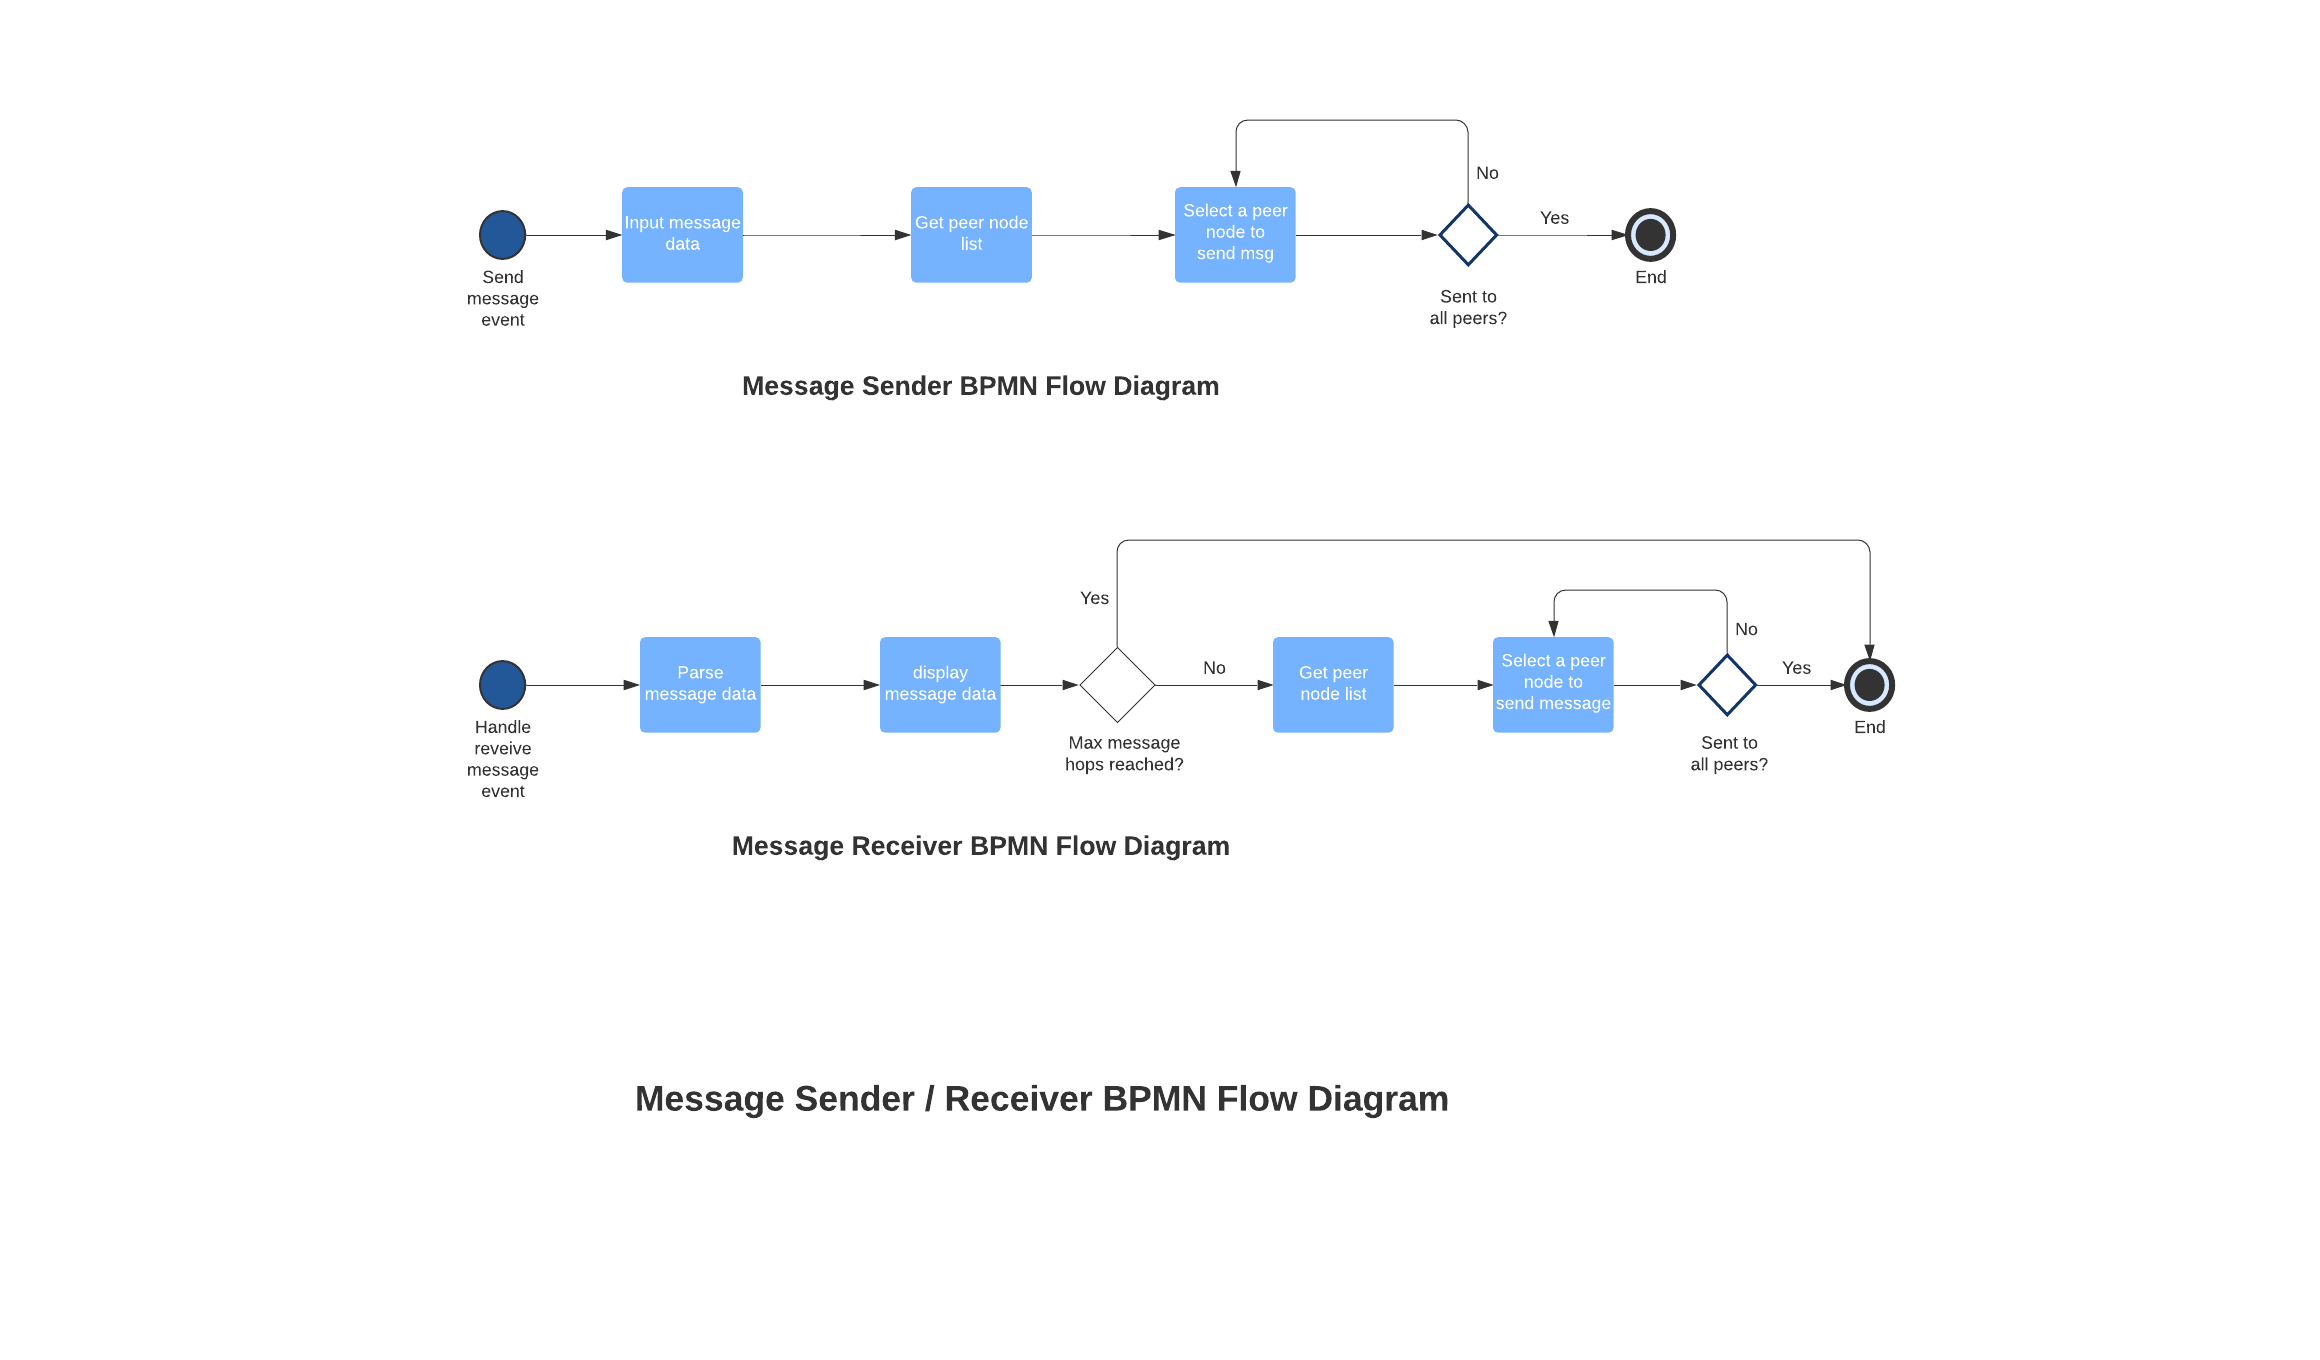 No
Input message
data
Get peer node
list
Select a peer
node to
send msg
Yes
Send
message
event
Sent to
all peers?
End
Message Sender BPMN Flow Diagram
Yes
No
Parse
message data
display
message data
No
Get peer
node list
Select a peer
node to
send message
Yes
Handle
reveive
message
event
Max message
hops reached?
Sent to
all peers?
End
Message Receiver BPMN Flow Diagram
Message Sender / Receiver BPMN Flow Diagram